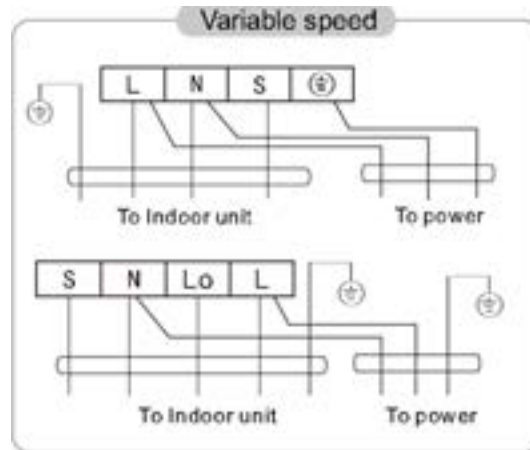 Variable speed
L N S
To Indoor unit To power
S N Lo L
To Indoor unit To power